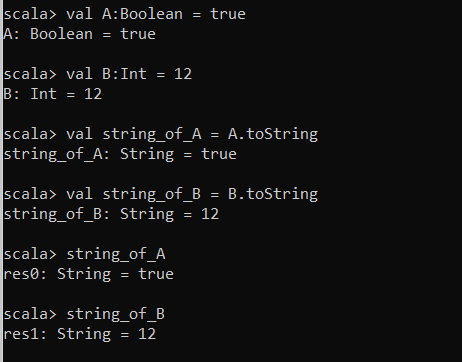 scala> val A:Boolean = true
A: Boolean = true
scala> val B:Int = 12
B: Int = 12
scala> val string_of_A = A.toString
string_of_A: String = true
scala> val string_of_B = B.toString
string_of_B: String = 12
scala> string_of_A
res0: String = true
scala> string_of_B
res1: String = 12